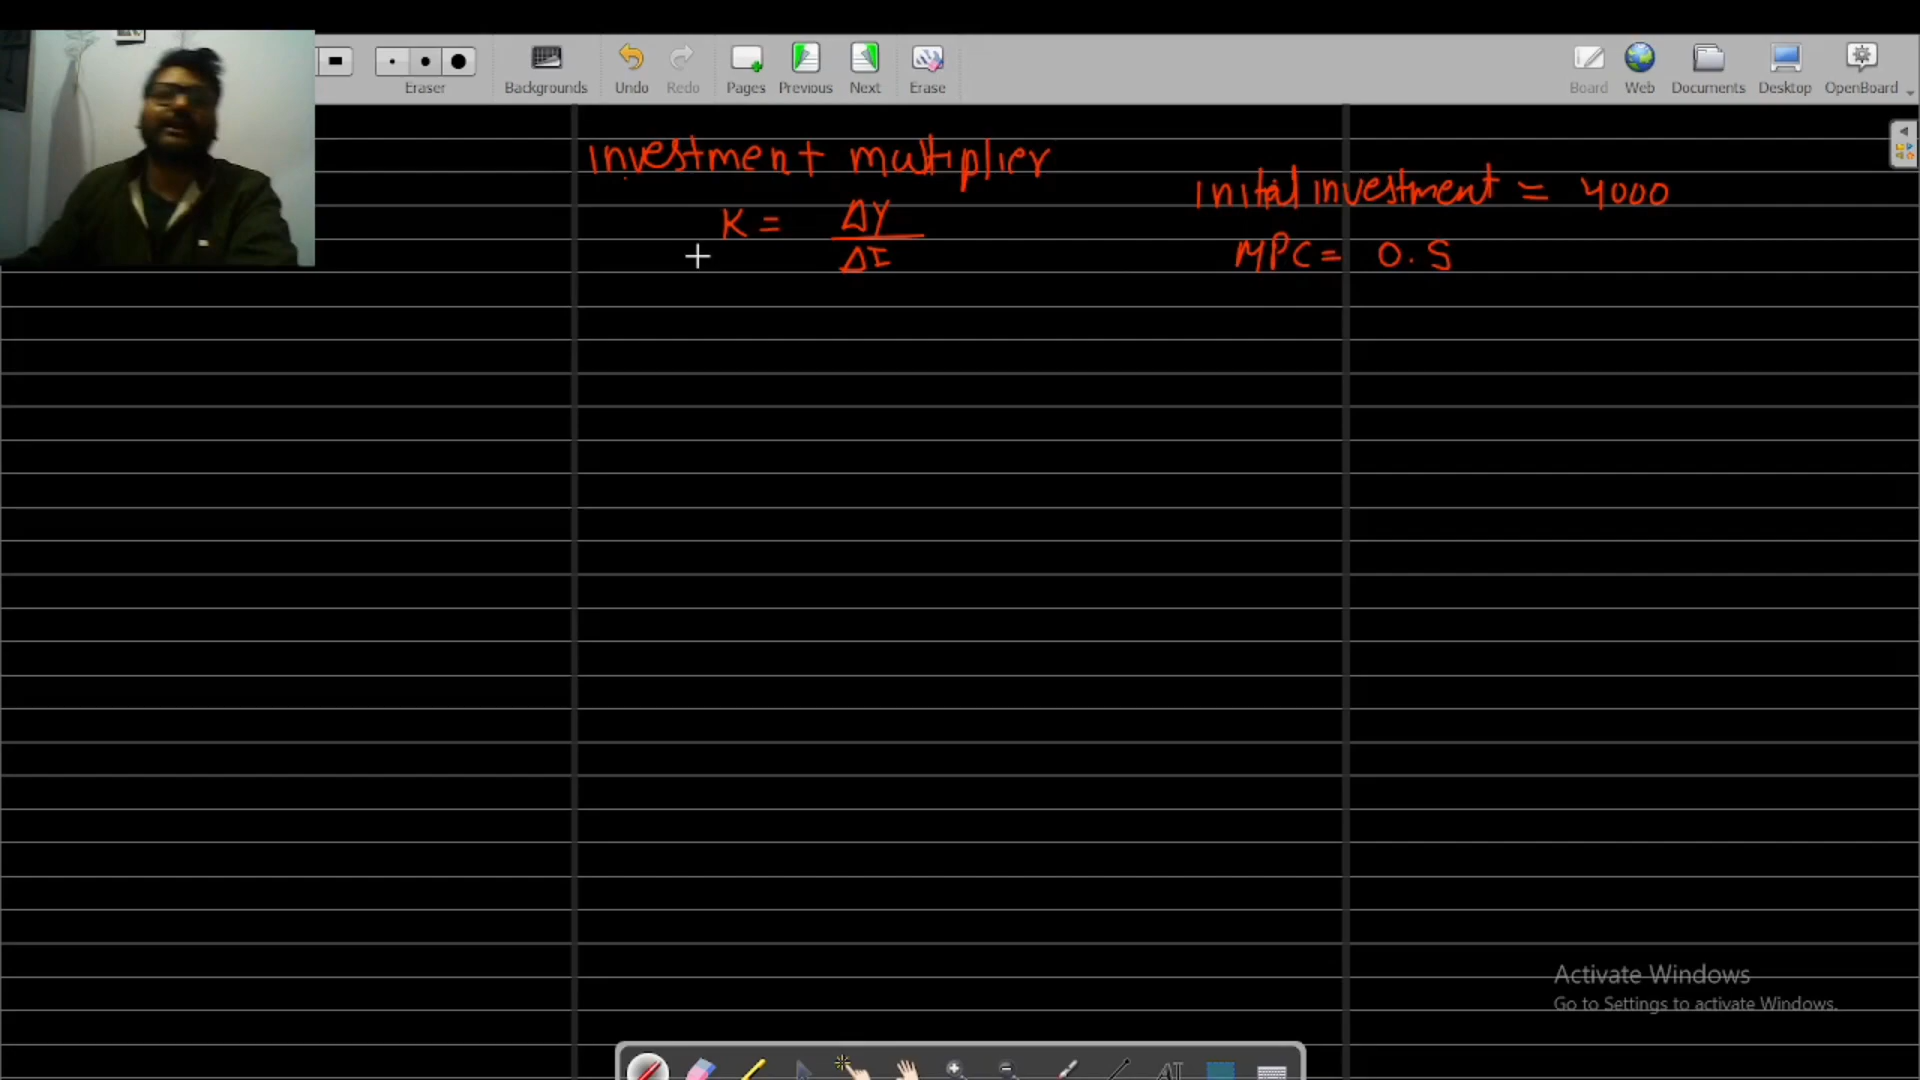 Eraser
Backgrounds
Undo
Redo
Pages
Previous
Next
Erase
Board
Web
Documents
Desktop
OpenBoard
investment multiplier
K = ΔY
ΔI
Inital investment = 4000
MPC = 0.5
Activate Windows
Go to Settings to activate Windows.